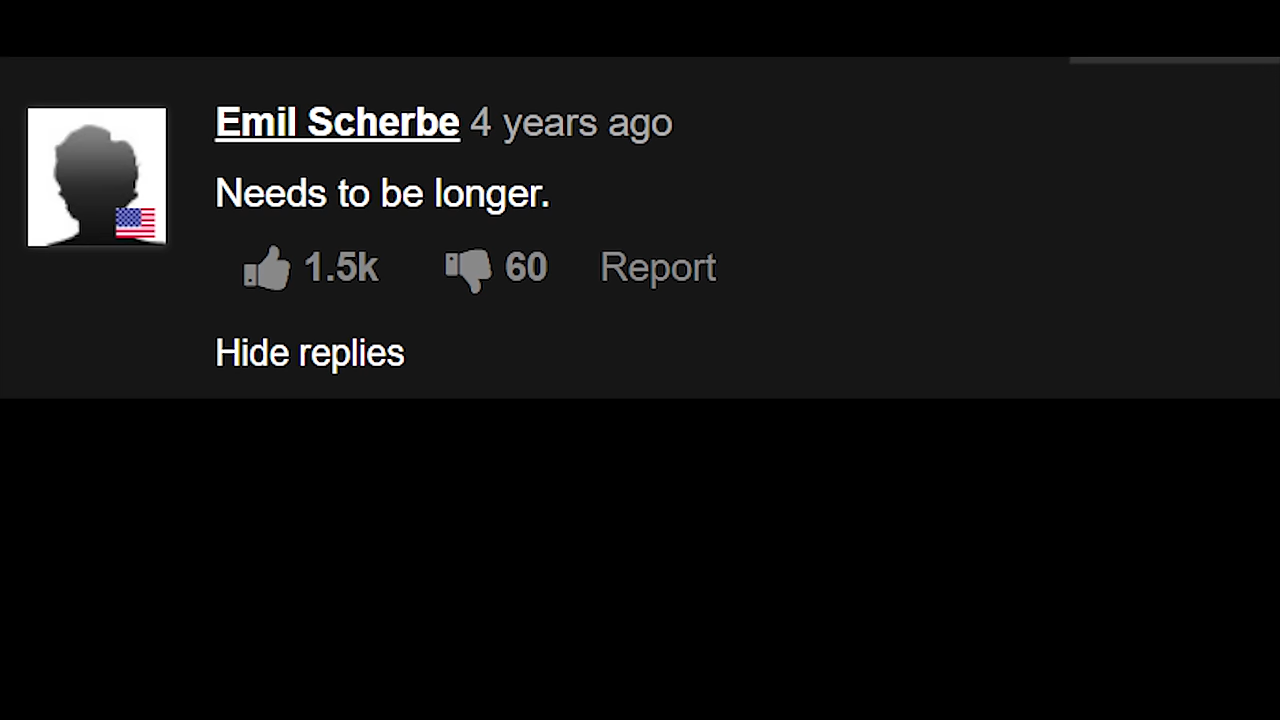 Emil Scherbe 4 years ago
Needs to be longer.
1.5k 60 Report
Hide replies